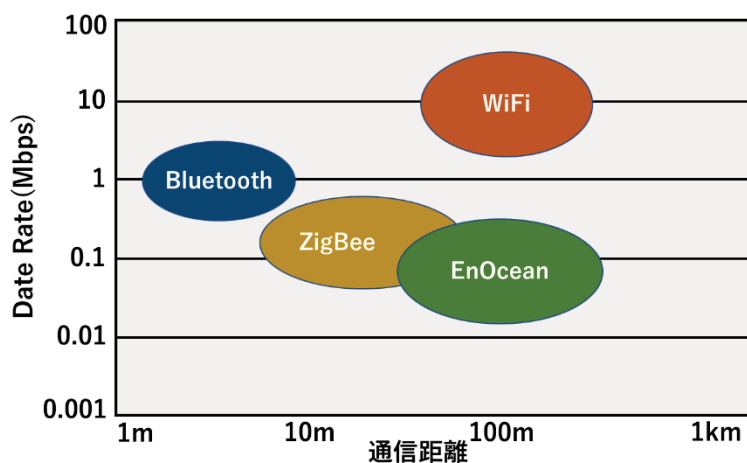 100
10
1
0.1
0.01
0.001
Date Rate(Mbps)
WiFi
Bluetooth
ZigBee
EnOcean
1m
10m
100m
1km
通信距離